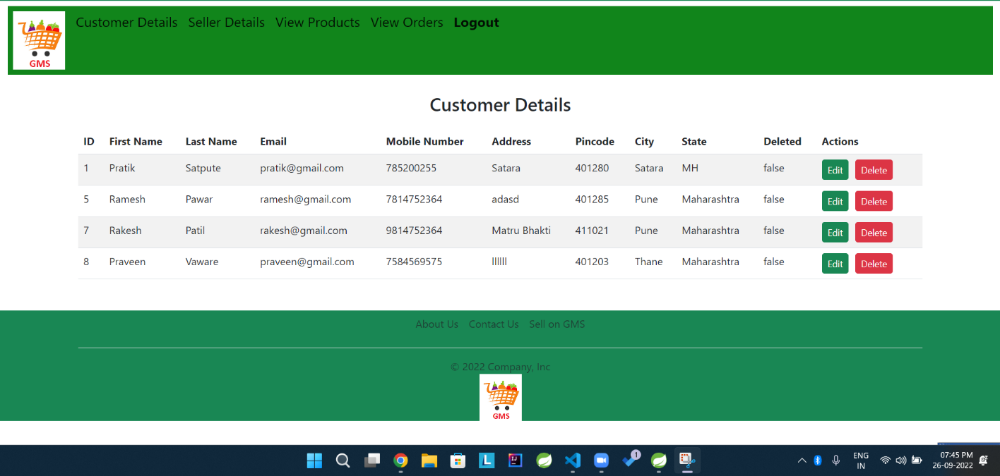 Customer Details Seller Details View Products View Orders Logout
GMS
Customer Details
ID First Name Last Name Email Mobile Number Address Pincode City State Deleted Actions
1 Pratik Satpute pratik@gmail.com 785200255 Satara 401280 Satara MH false Edit Delete
5 Ramesh Pawar ramesh@gmail.com 7814752364 adasd 401285 Pune Maharashtra false Edit Delete
7 Rakesh Patil rakesh@gmail.com 9814752364 Matru Bhakti 411021 Pune Maharashtra false Edit Delete
8 Praveen Vaware praveen@gmail.com 7584569575 llllll 401203 Thane Maharashtra false Edit Delete
About Us Contact Us Sell on GMS
© 2022 Company, Inc
GMS
L IJ 1 ENG 07:45 PM
IN 26-09-2022